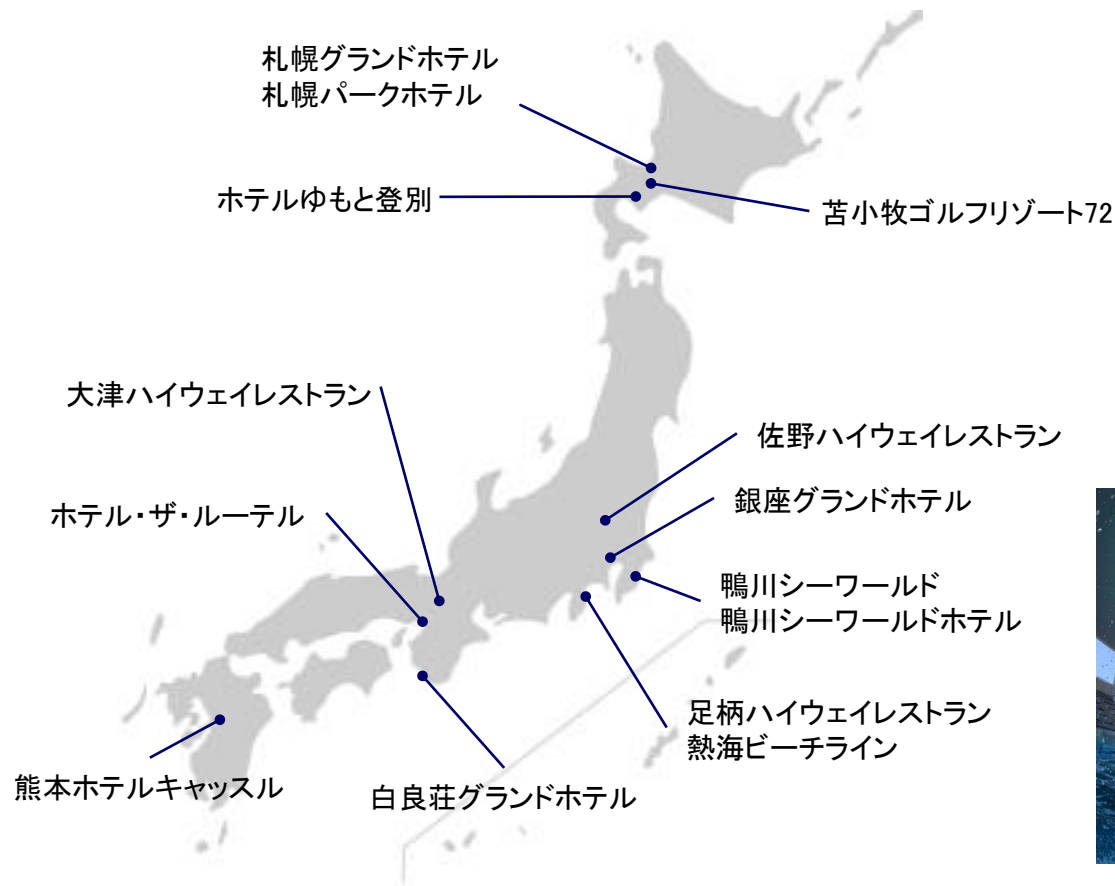 札幌グランドホテル
札幌パークホテル
ホテルゆもと登別
苫小牧ゴルフリゾート72
大津ハイウェイレストラン
佐野ハイウェイレストラン
銀座グランドホテル
ホテル・ザ・ルーテル
鴨川シーワールド
鴨川シーワールドホテル
足柄ハイウェイレストラン
熱海ビーチライン
熊本ホテルキャッスル
白良荘グランドホテル